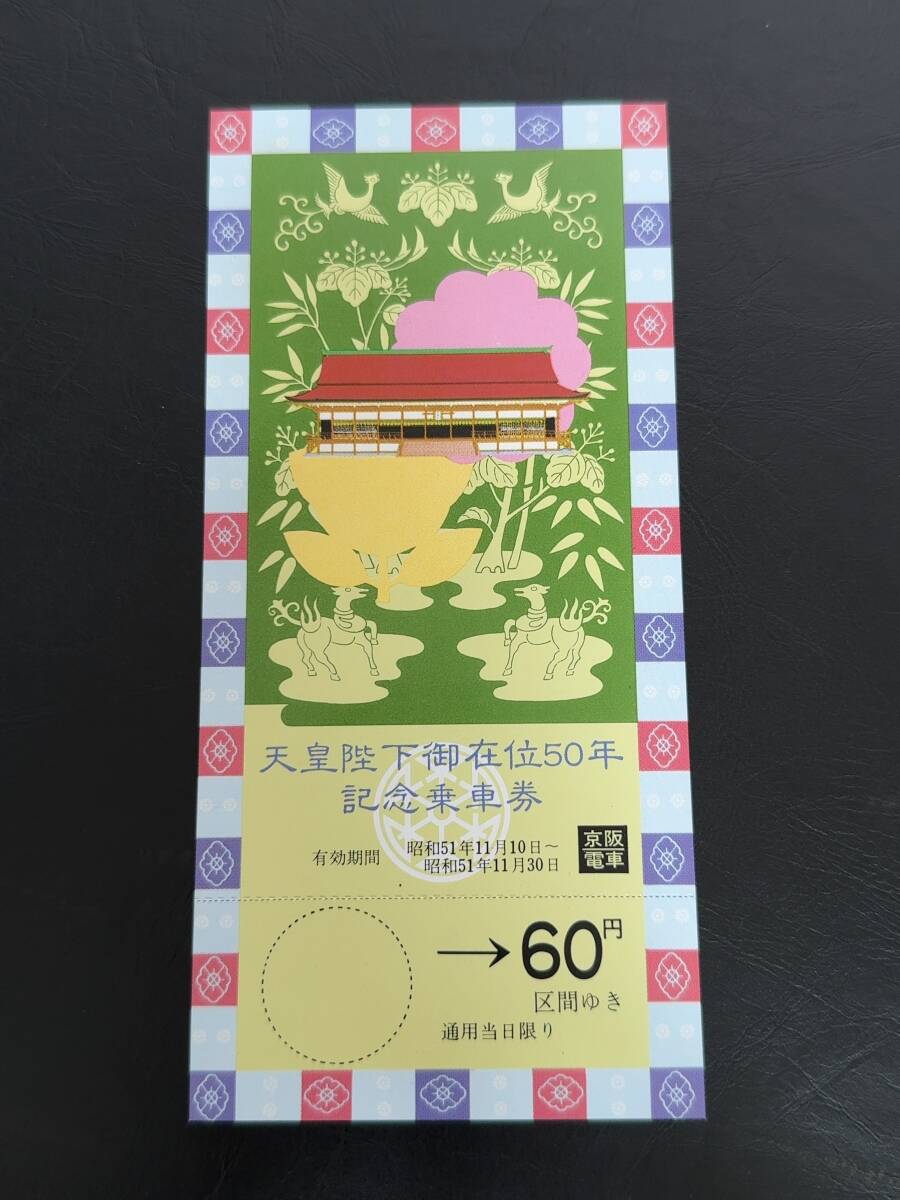 天皇陛下御在位50年
記念乗車券
有効期間 昭和51年11月10日~
昭和51年11月30日
京阪
電車
→60円
区間ゆき
通用当日限り